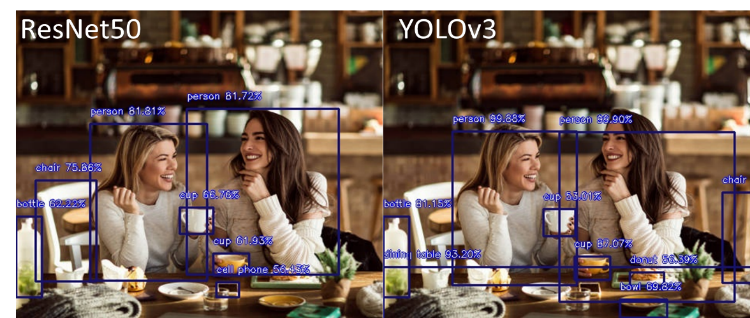 ResNet50
YOLOv3
person 81.72%
person 81.81%
chair 75.86%
bottle 62.22%
cup 66.76%
cup 61.93%
cell phone 56.45%
person 99.88%
person 99.90%
chair
bottle 81.15%
cup 53.01%
dining table 93.20%
cup 87.07%
donut 56.39%
bowl 69.82%